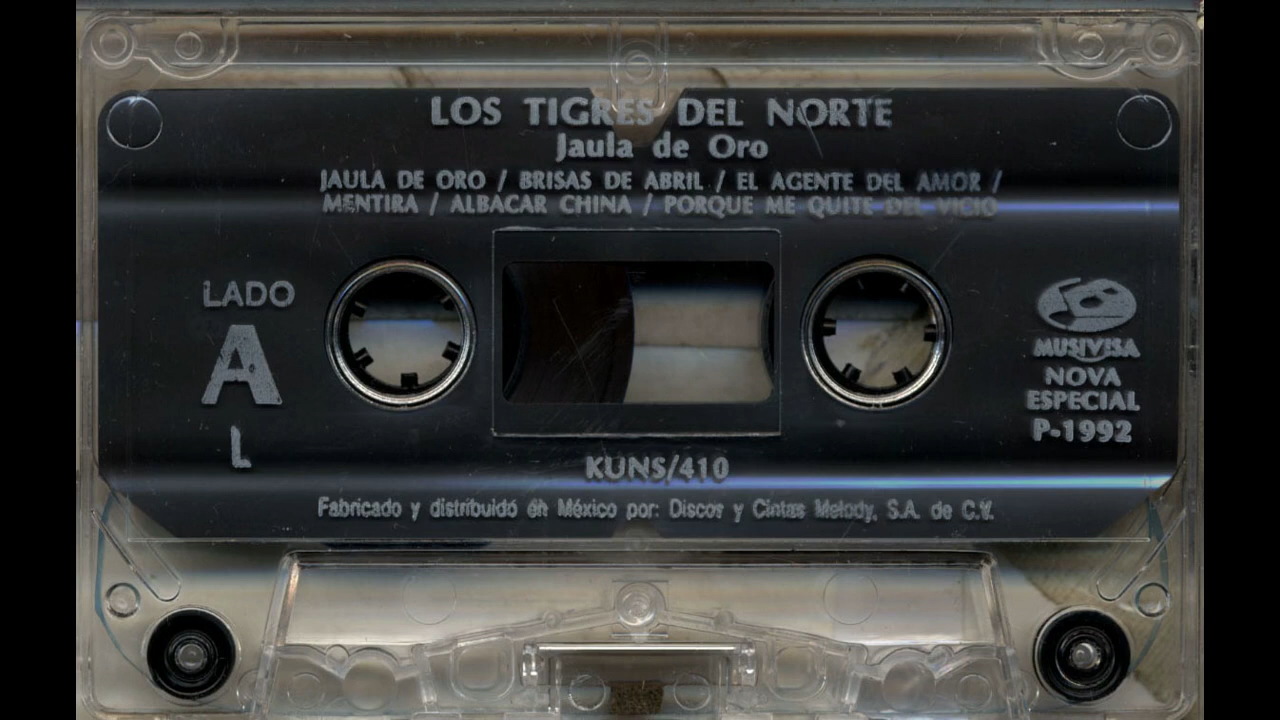 LOS TIGRES DEL NORTE
Jaula de Oro
JAULA DE ORO / BRISAS DE ABRIL / EL AGENTE DEL AMOR /
MENTIRA / ALBACAR CHINA / PORQUE ME QUITE DEL VICIO
LADO
A
L
MUSIVISA
NOVA
ESPECIAL
P-1992
KUNS/410
Fabricado y distribuido en México por: Discos y Cintas Melody, S.A. de C.V.